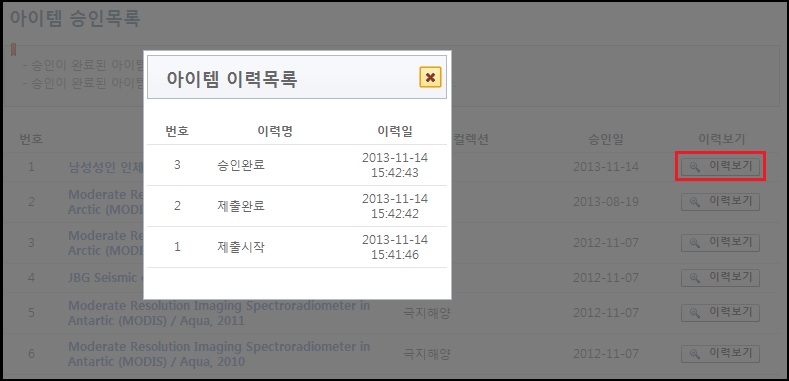 아이템 승인목록
- 승인이 완료된 아이템
- 승인이 완료된 아이템
아이템 이력목록
번호 이력명 이력일
3 승인완료 2013-11-14
15:42:43
2 제출완료 2013-11-14
15:42:42
1 제출시작 2013-11-14
15:41:46
번호 컬렉션 승인일 이력보기
1 남성성인 인체 2013-11-14 이력보기
2 Moderate Res
Arctic (MODIS) 2013-08-19 이력보기
3 Moderate Res
Arctic (MODIS) 2012-11-07 이력보기
4 JBG Seismic 2012-11-07 이력보기
5 Moderate Resolution Imaging Spectroradiometer in
Antartic (MODIS) / Aqua, 2011 극지해양 2012-11-07 이력보기
6 Moderate Resolution Imaging Spectroradiometer in
Antartic (MODIS) / Aqua, 2010 극지해양 2012-11-07 이력보기